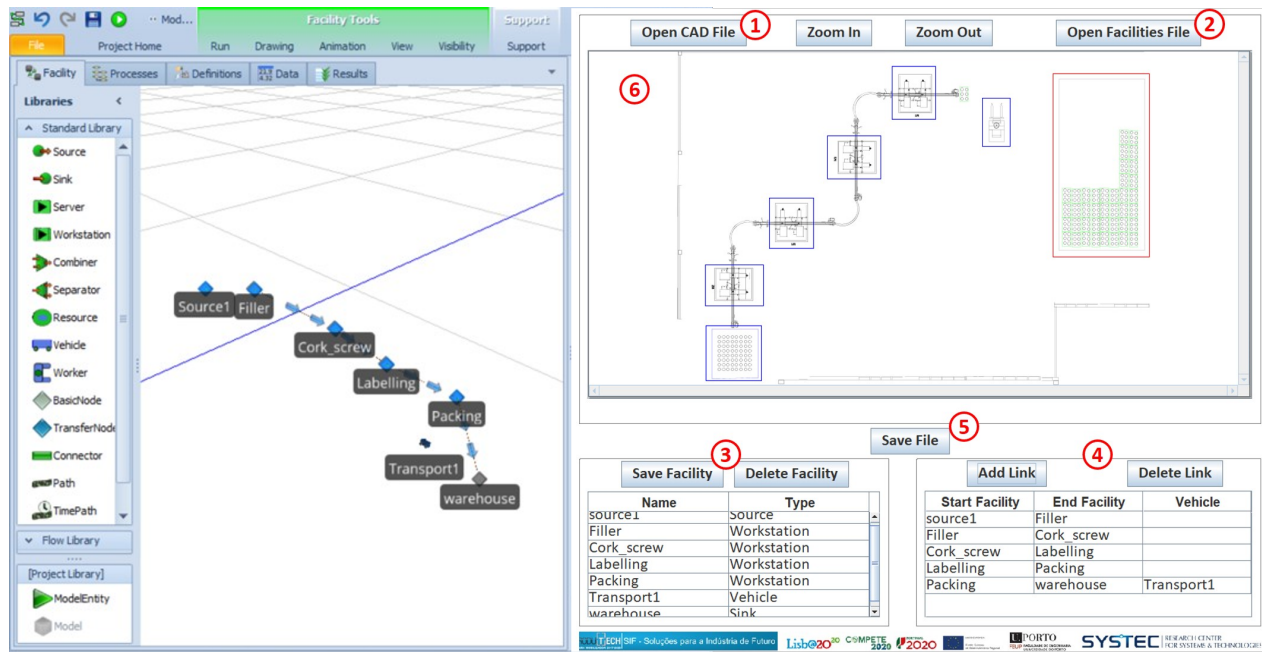 Mod...
Facility Tools
Support
File
Project Home
Run
Drawing
Animation
View
Visibility
Support
Facility
Processes
Definitions
Data
Results
Libraries
Standard Library
Source
Sink
Server
Workstation
Combiner
Separator
Resource
Vehicle
Worker
BasicNode
TransferNode
Connector
Path
TimePath
Flow Library
[Project Library]
ModelEntity
Model
Source1
Filler
Cork_screw
Labelling
Packing
Transport1
warehouse
Open CAD File
1
Zoom In
Zoom Out
Open Facilities File
2
6
Save File
5
3
Save Facility
Delete Facility
Name Type
source1 Source
Filler Workstation
Cork_screw Workstation
Labelling Workstation
Packing Workstation
Transport1 Vehicle
warehouse Sink
4
Add Link
Delete Link
Start Facility End Facility Vehicle
source1 Filler
Filler Cork_screw
Cork_screw Labelling
Labelling Packing
Packing warehouse Transport1
SIF - Soluções para a Indústria de Futuro
Lisb@20²⁰
COMPETE 2020
2020
U.PORTO
SYSTEC
RESEARCH CENTER
FOR SYSTEMS & TECHNOLOGIES